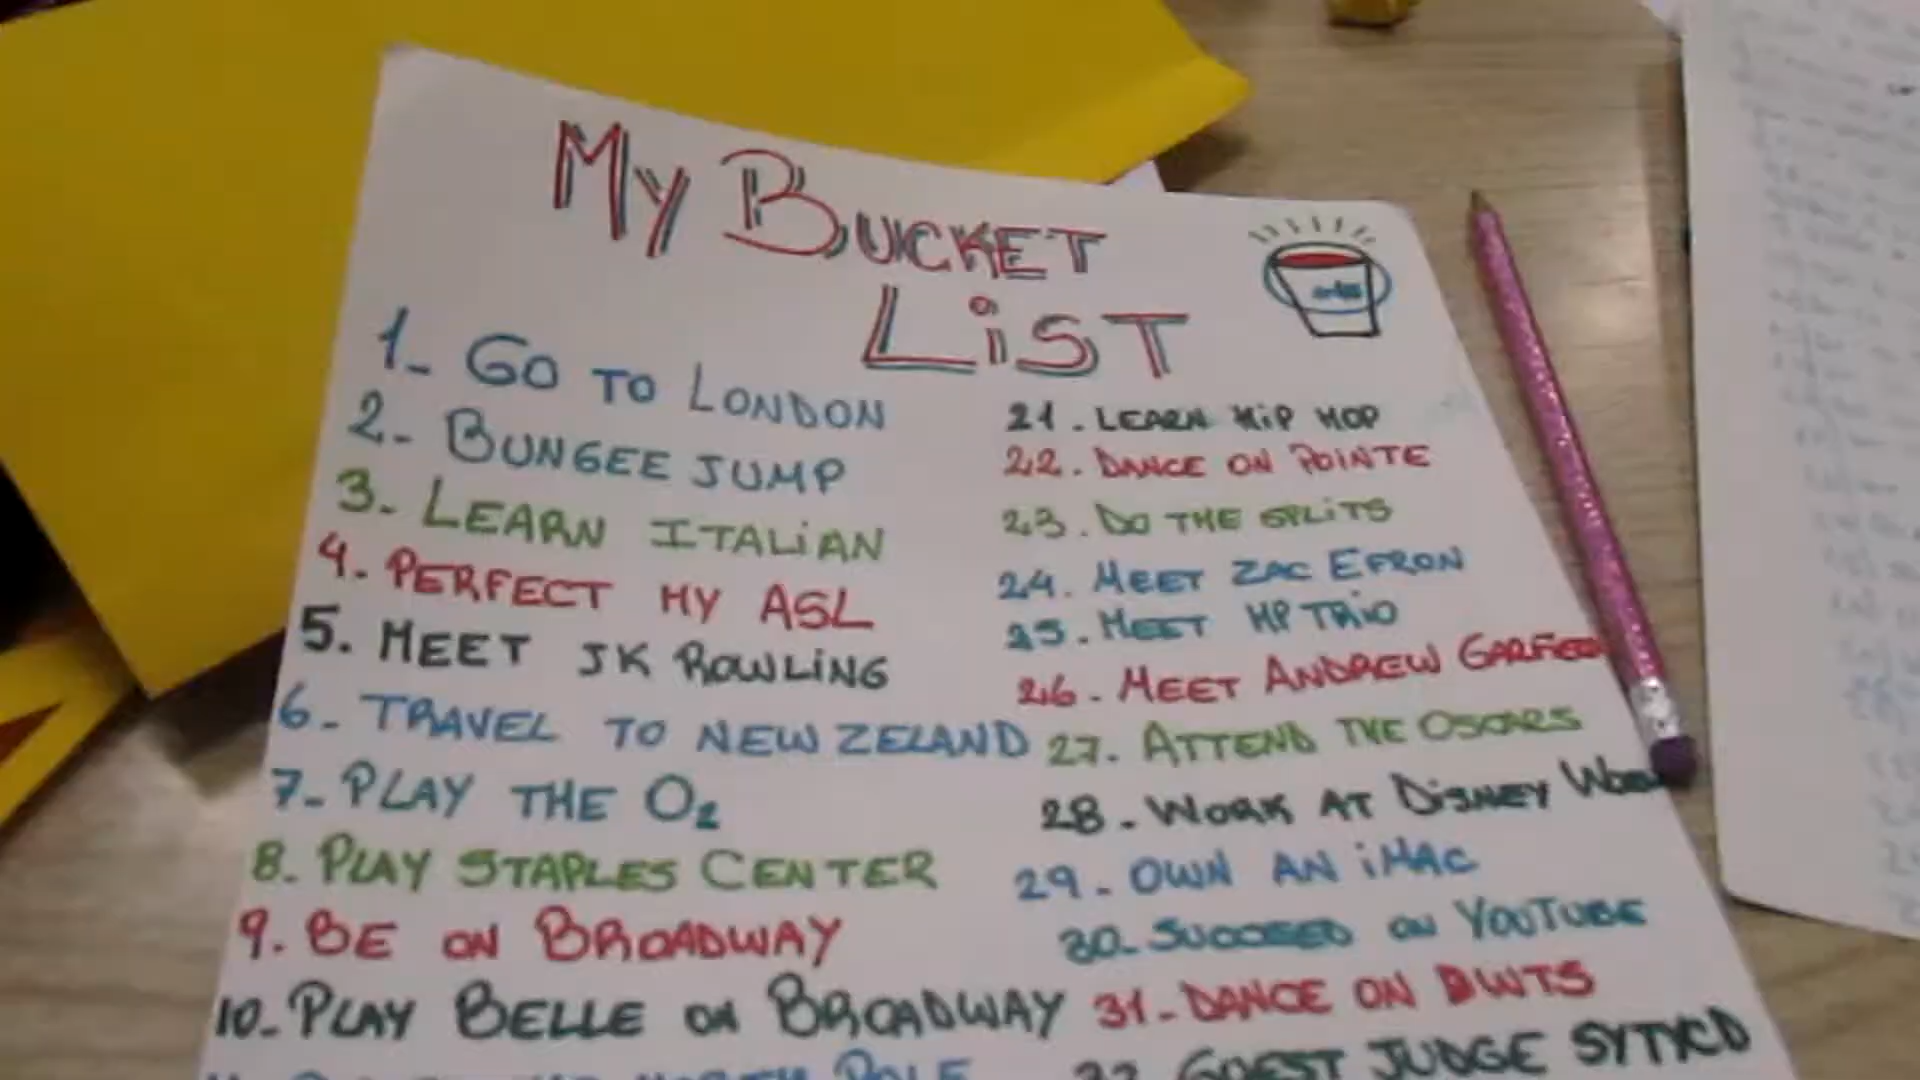 My BUCKET
LiST
1- GO TO LONDON
2- BUNGEE JUMP
3- LEARN ITALiAN
4- PERFECT MY ASL
5. MEET JK ROWLiNG
6- TRAVEL TO NEW ZELAND
7- PLAY THE O2
8- PLAY STAPLES CENTER
9. BE ON BROADWAY
10- PLAY BELLE ON BROADWAY
NORTH POLE
21. LEARN HiP HOP
22. DANCE ON POiNTE
23. DO THE SPLiTS
24. MEET ZAC EFRON
25. MEET HP TRiO
26- MEET ANDREW
27- ATTEND THE OSCARS
28- WORK AT DiSNEY
29- OWN AN iMAC
30- SUCCEED ON YOUTUBE
31- DANCE ON DWTS
GUEST JUDGE SYTYCD